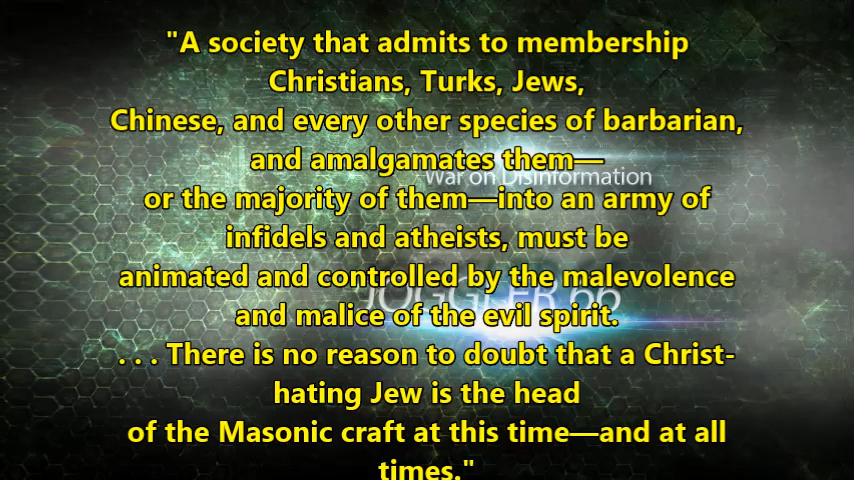 "A society that admits to membership
Christians, Turks, Jews,
Chinese, and every other species of barbarian,
and amalgamates them—
War on Disinformation
or the majority of them—into an army of
infidels and atheists, must be
animated and controlled by the malevolence
JOGGLER 66
and malice of the evil spirit.
. . . There is no reason to doubt that a Christ-
hating Jew is the head
of the Masonic craft at this time—and at all
times."